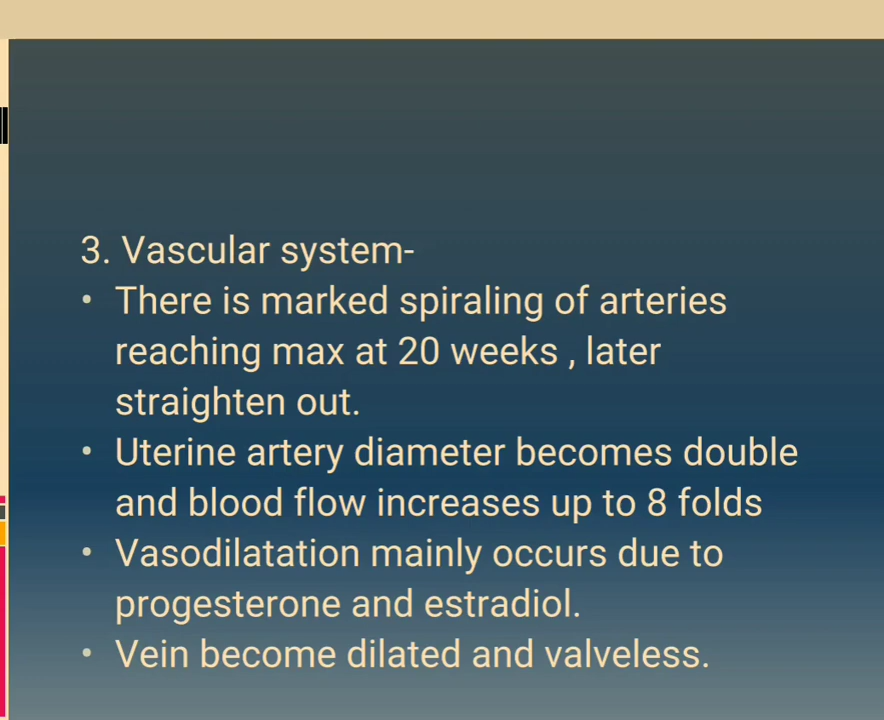 3. Vascular system-
• There is marked spiraling of arteries
reaching max at 20 weeks , later
straighten out.
• Uterine artery diameter becomes double
and blood flow increases up to 8 folds
• Vasodilatation mainly occurs due to
progesterone and estradiol.
• Vein become dilated and valveless.